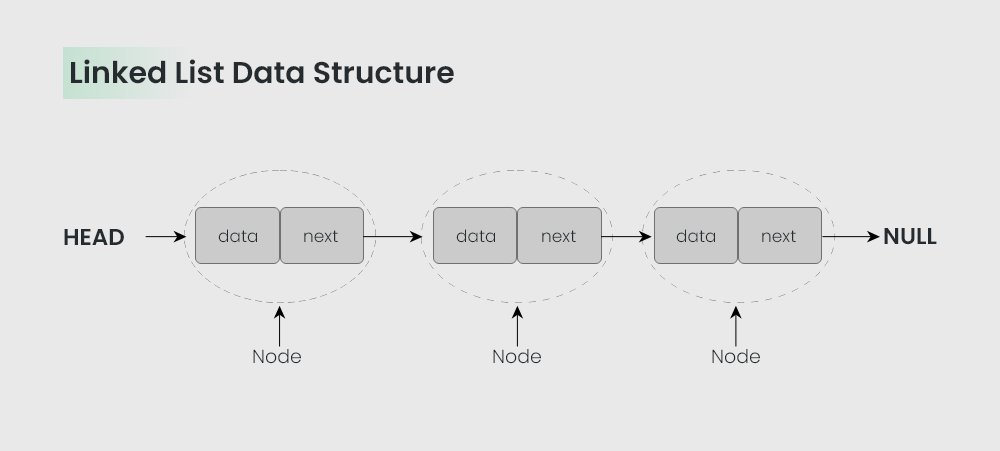 Linked List Data Structure
HEAD data next data next data next NULL
Node Node Node